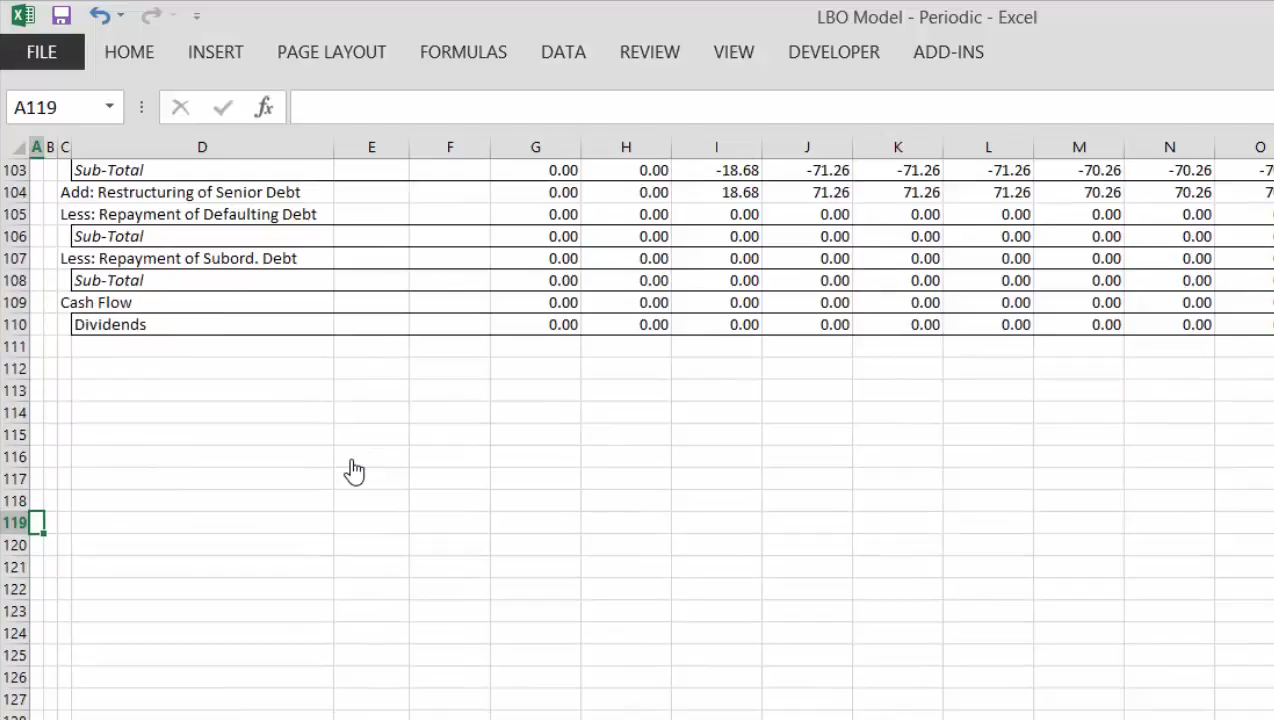 LBO Model - Periodic - Excel
FILE HOME INSERT PAGE LAYOUT FORMULAS DATA REVIEW VIEW DEVELOPER ADD-INS
A119 fx
A B C D E F G H I J K L M N O
103 Sub-Total 0.00 0.00 -18.68 -71.26 -71.26 -71.26 -70.26 -70.26 -7
104 Add: Restructuring of Senior Debt 0.00 0.00 18.68 71.26 71.26 71.26 70.26 70.26 7
105 Less: Repayment of Defaulting Debt 0.00 0.00 0.00 0.00 0.00 0.00 0.00 0.00
106 Sub-Total 0.00 0.00 0.00 0.00 0.00 0.00 0.00 0.00
107 Less: Repayment of Subord. Debt 0.00 0.00 0.00 0.00 0.00 0.00 0.00 0.00
108 Sub-Total 0.00 0.00 0.00 0.00 0.00 0.00 0.00 0.00
109 Cash Flow 0.00 0.00 0.00 0.00 0.00 0.00 0.00 0.00
110 Dividends 0.00 0.00 0.00 0.00 0.00 0.00 0.00 0.00
111
112
113
114
115
116
117
118
119
120
121
122
123
124
125
126
127